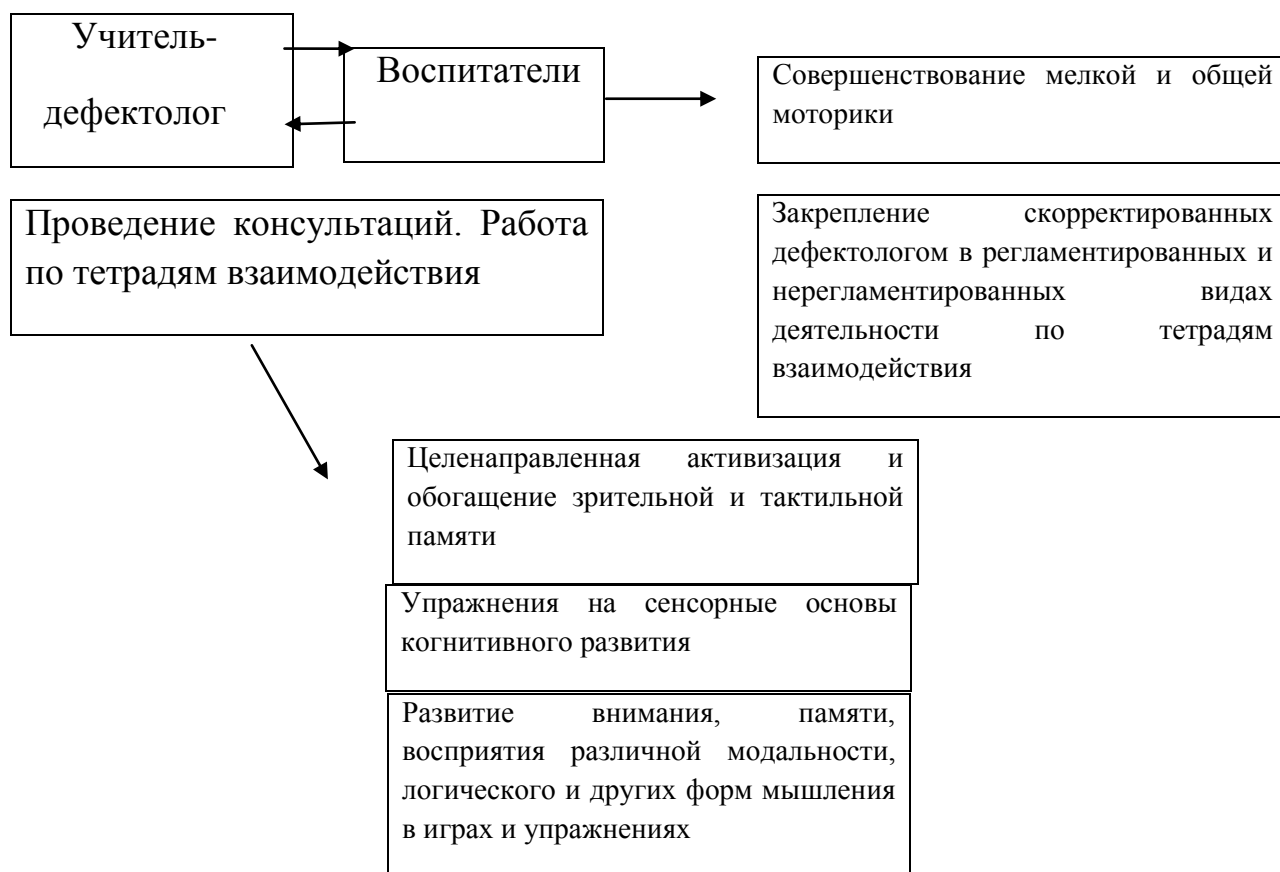 Учитель-
дефектолог
Воспитатели
Совершенствование мелкой и общей
моторики
Проведение консультаций. Работа
по тетрадям взаимодействия
Закрепление скорректированных
дефектологом в регламентированных и
нерегламентированных видах
деятельности по тетрадям
взаимодействия
Целенаправленная активизация и
обогащение зрительной и тактильной
памяти
Упражнения на сенсорные основы
когнитивного развития
Развитие внимания, памяти,
восприятия различной модальности,
логического и других форм мышления
в играх и упражнениях